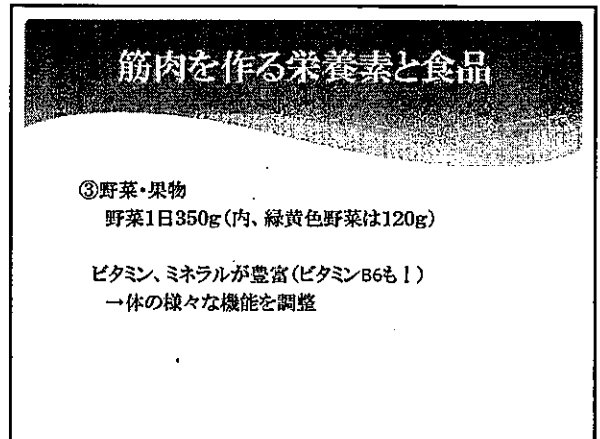 筋肉を作る栄養素と食品
③野菜・果物
野菜1日350g(内、緑黄色野菜は120g)
ビタミン、ミネラルが豊富(ビタミンB6も！)
→体の様々な機能を調整